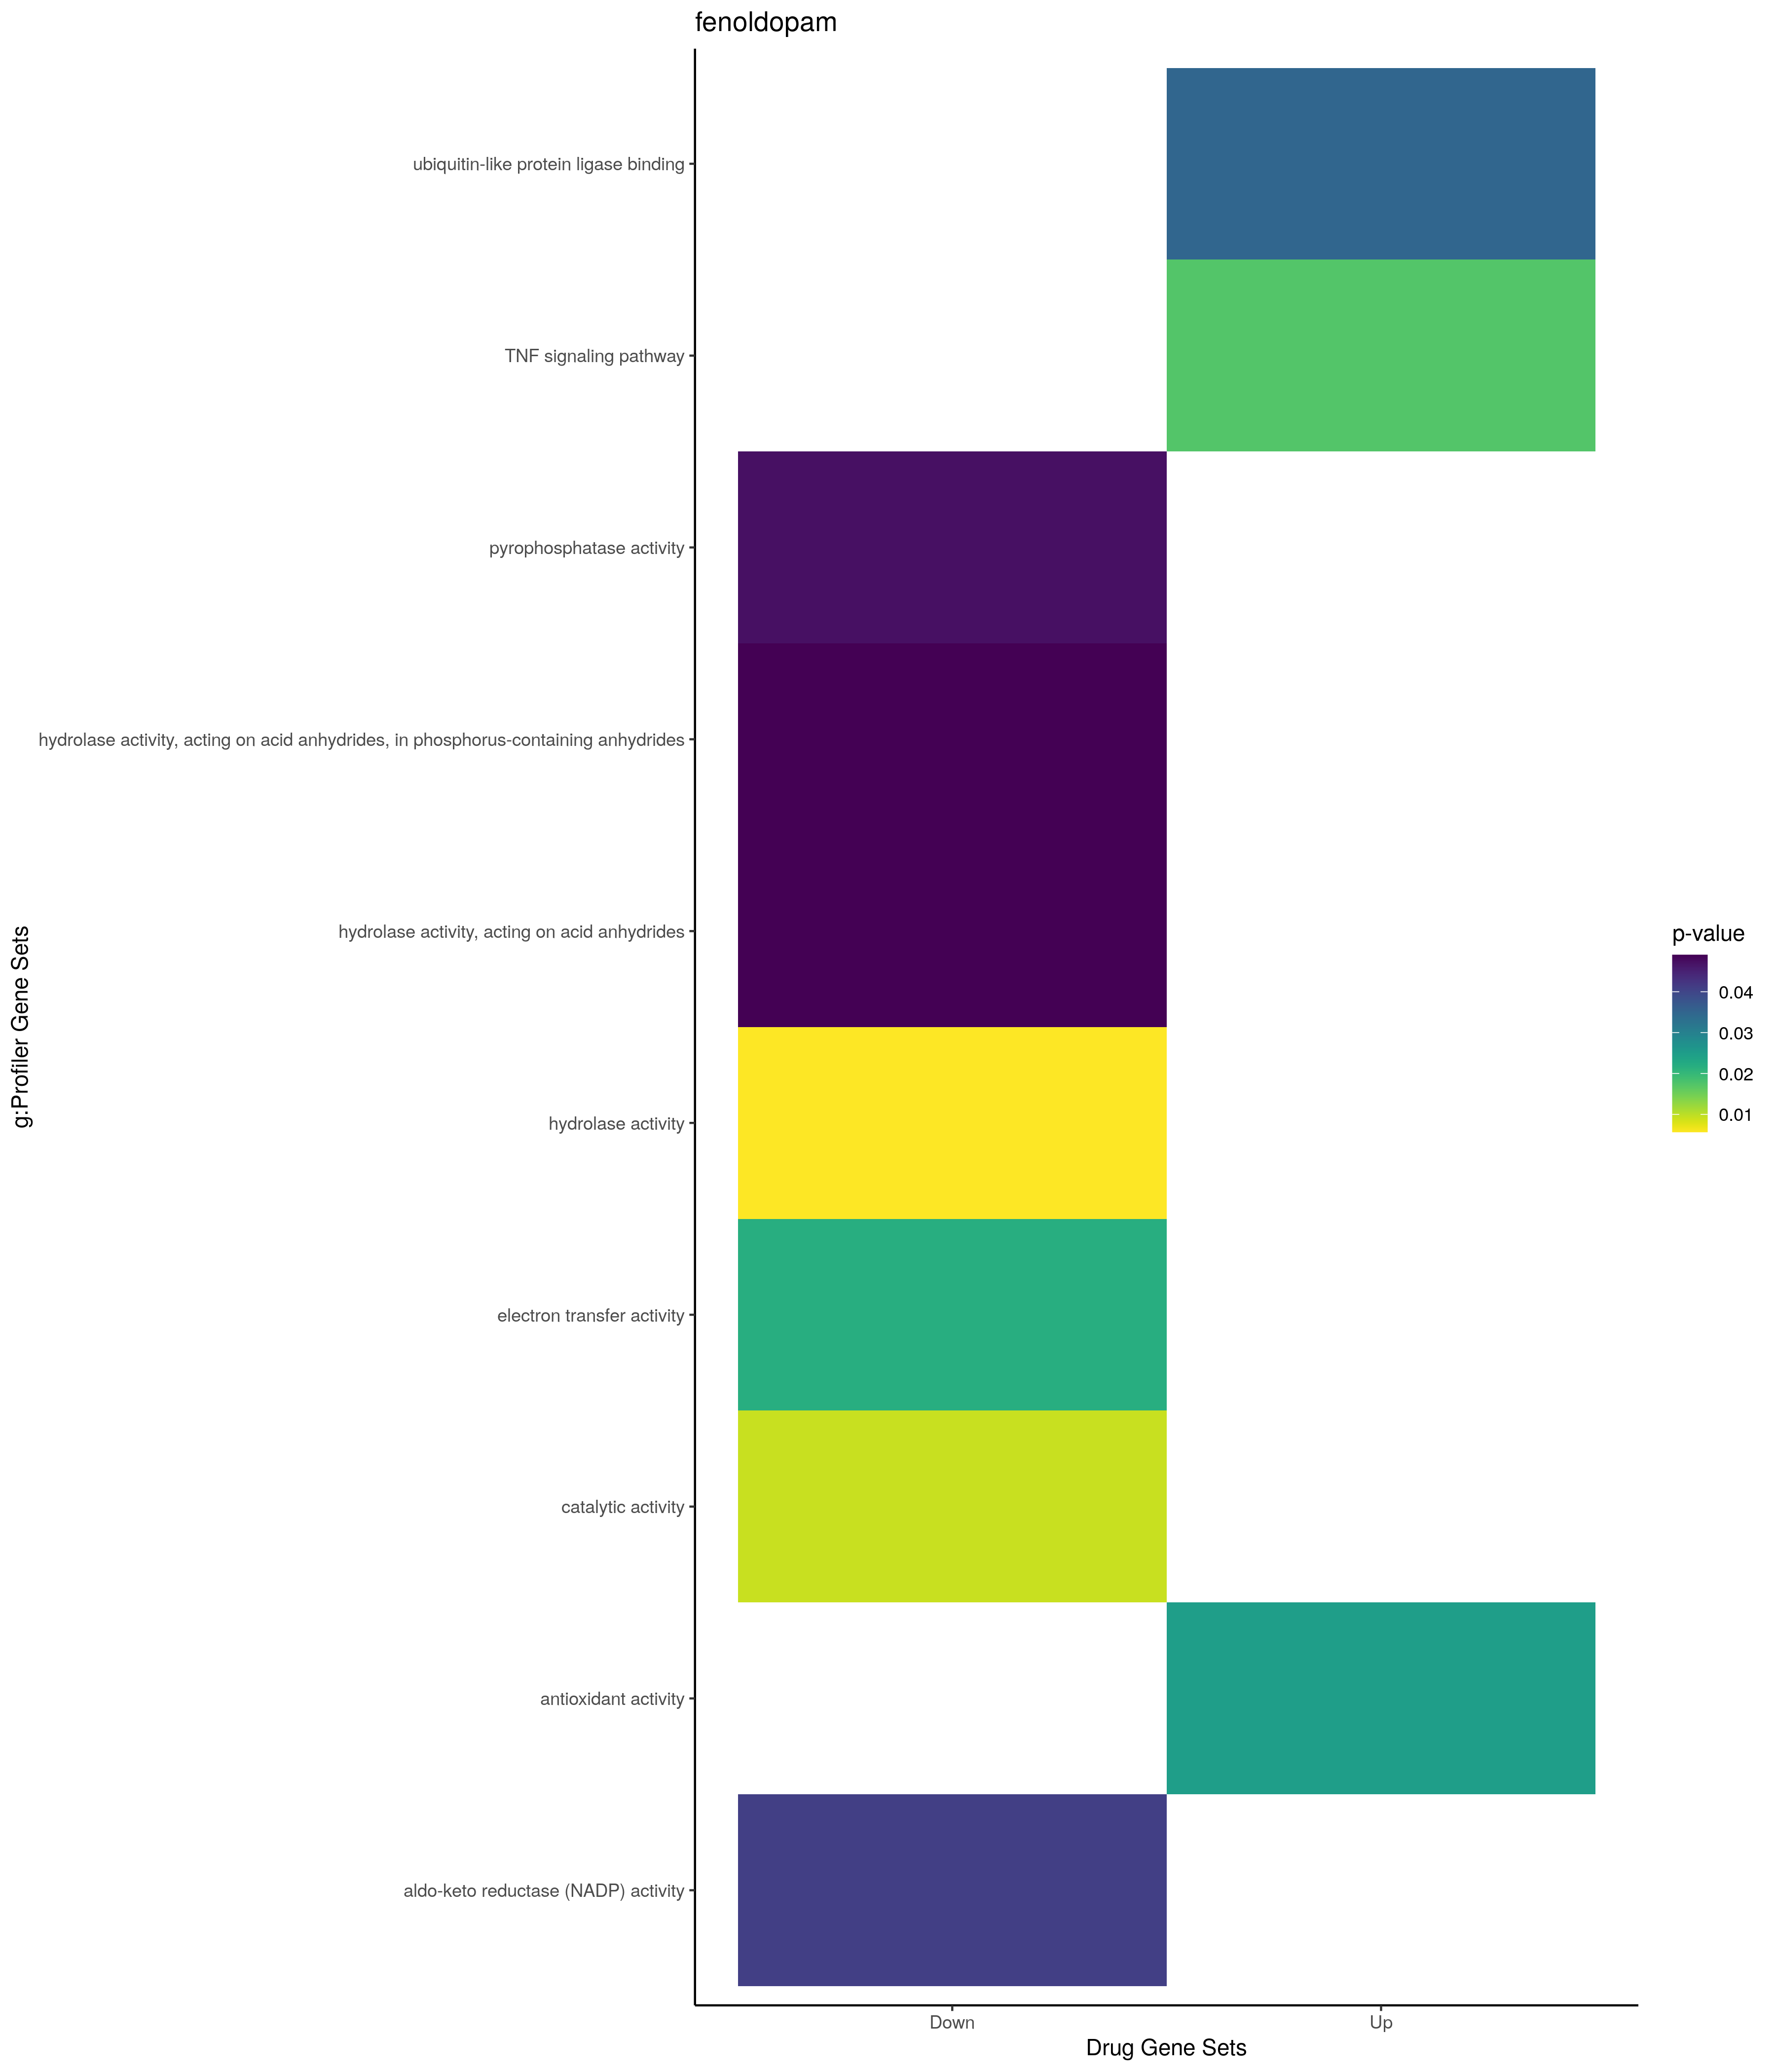 fenoldopam
g:Profiler Gene Sets
ubiquitin-like protein ligase binding
TNF signaling pathway
pyrophosphatase activity
hydrolase activity, acting on acid anhydrides, in phosphorus-containing anhydrides
hydrolase activity, acting on acid anhydrides
hydrolase activity
electron transfer activity
catalytic activity
antioxidant activity
aldo-keto reductase (NADP) activity
Down
Up
Drug Gene Sets
p-value
0.04
0.03
0.02
0.01